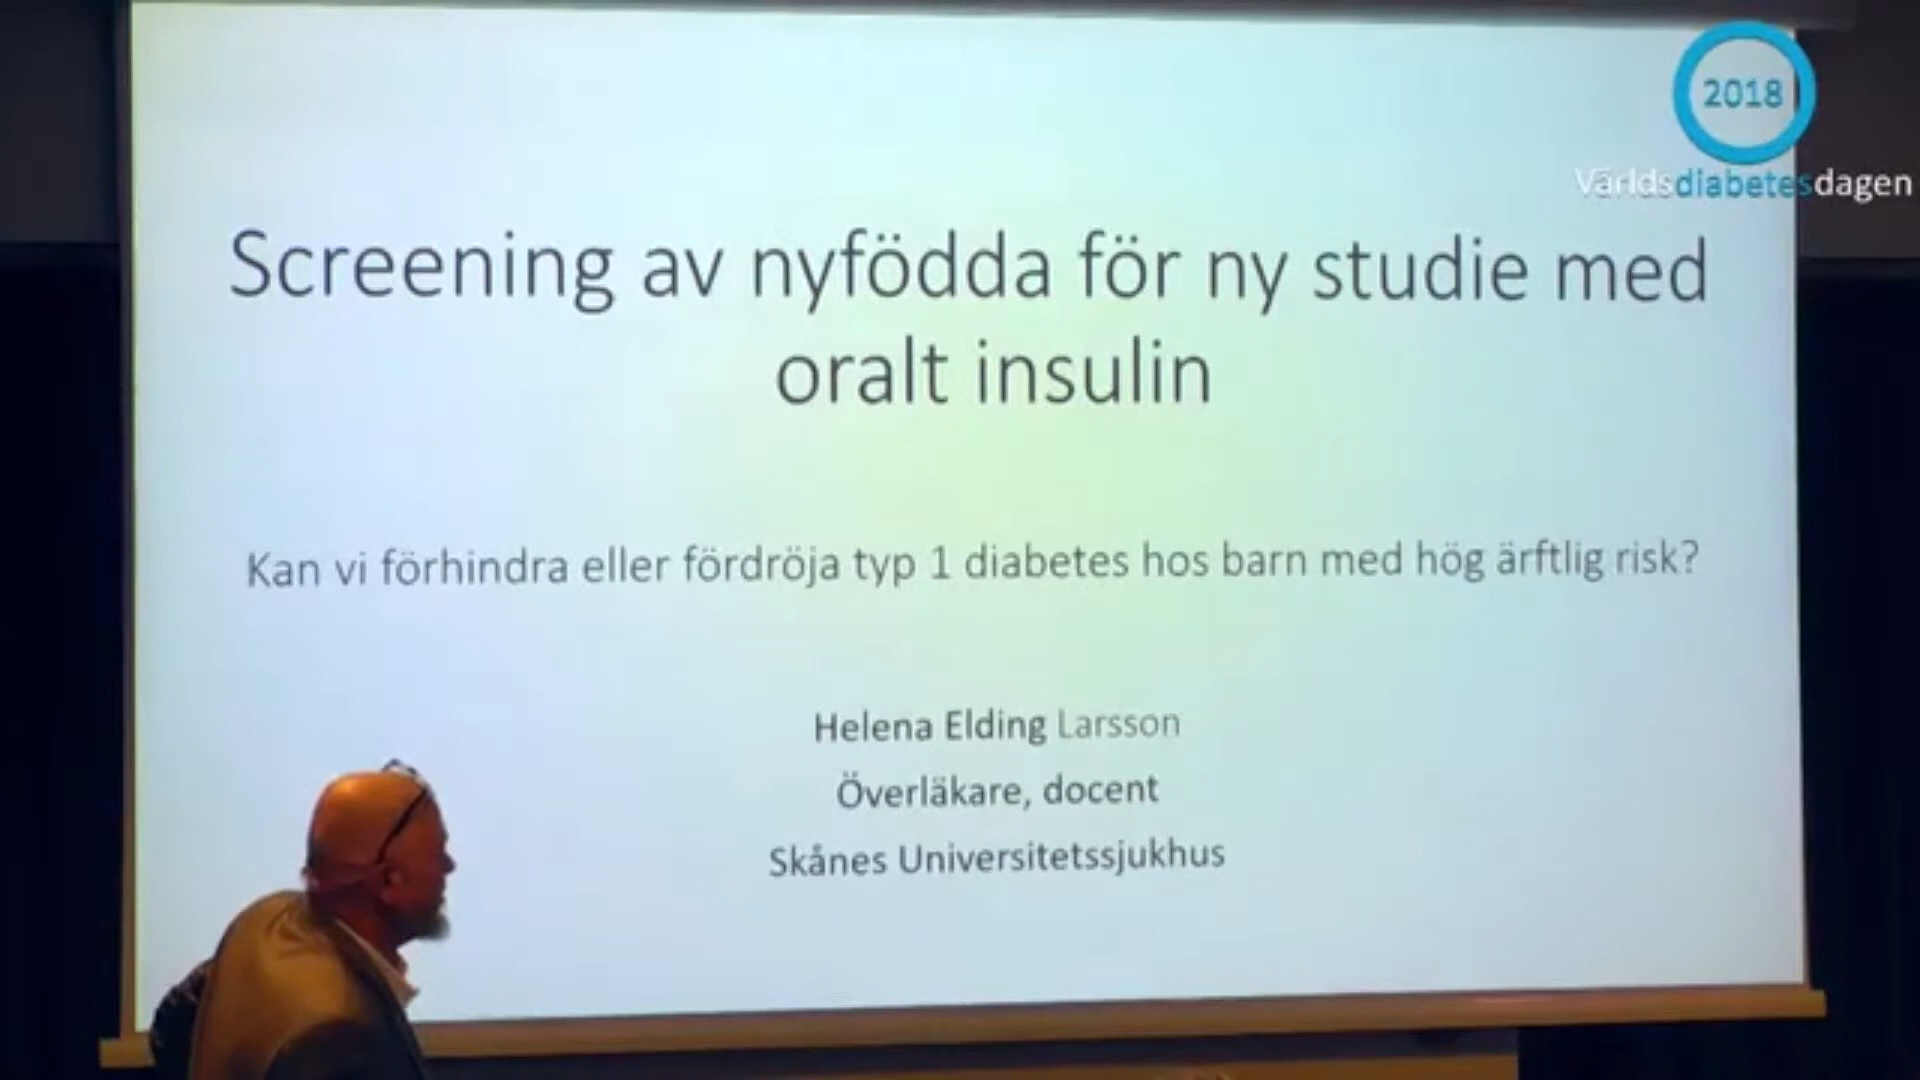 2018
Världsdiabetesdagen
Screening av nyfödda för ny studie med
oralt insulin
Kan vi förhindra eller fördröja typ 1 diabetes hos barn med hög ärftlig risk?
Helena Elding Larsson
Överläkare, docent
Skånes Universitetssjukhus